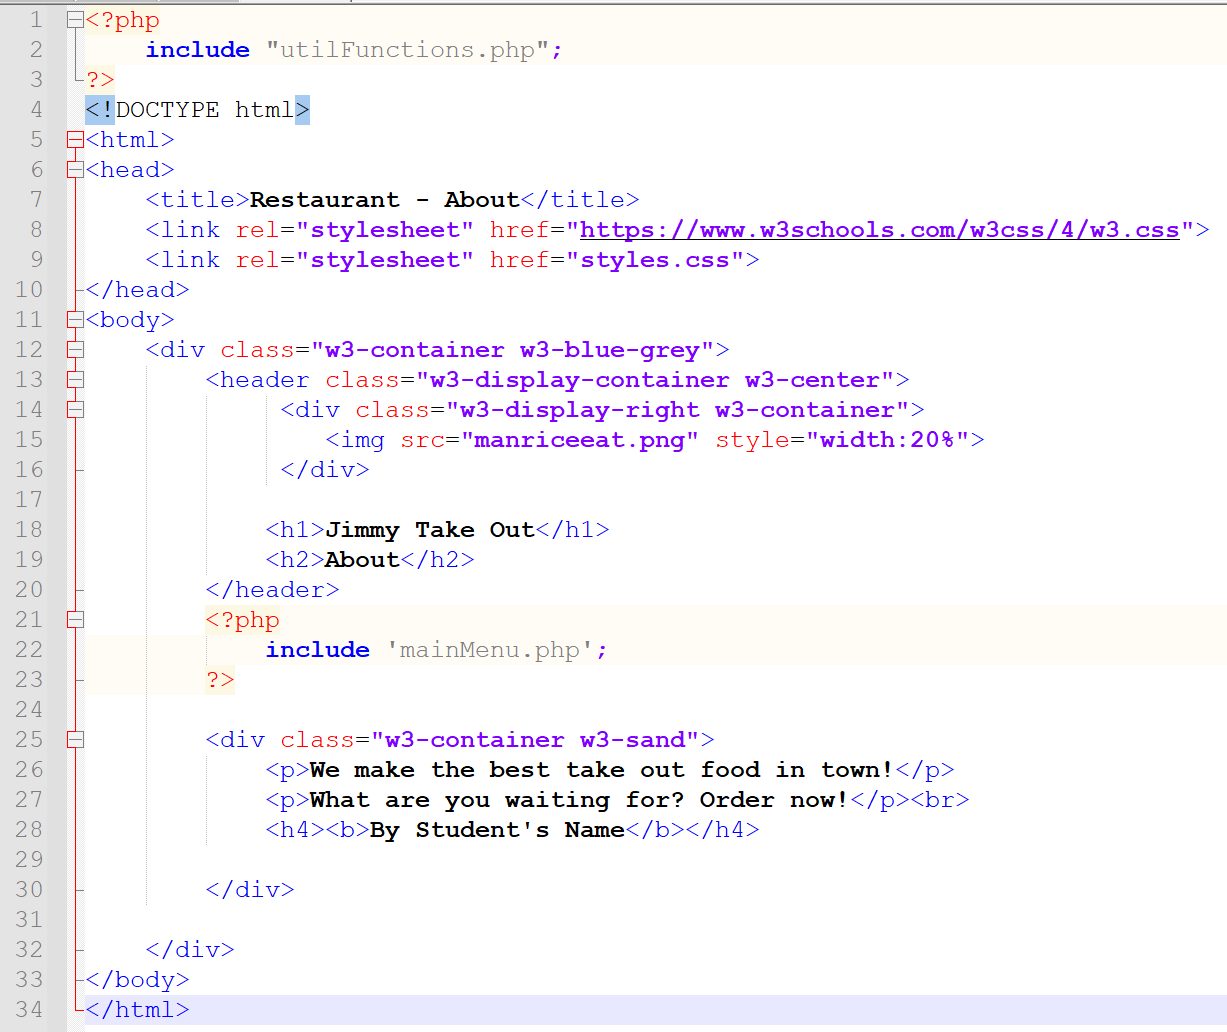 1 <?php
2     include "utilFunctions.php";
3 ?>
4 <!DOCTYPE html>
5 <html>
6 <head>
7     <title>Restaurant - About</title>
8     <link rel="stylesheet" href="https://www.w3schools.com/w3css/4/w3.css">
9     <link rel="stylesheet" href="styles.css">
10 </head>
11 <body>
12     <div class="w3-container w3-blue-grey">
13         <header class="w3-display-container w3-center">
14              <div class="w3-display-right w3-container">
15                 <img src="manriceeat.png" style="width:20%">
16              </div>
17
18             <h1>Jimmy Take Out</h1>
19             <h2>About</h2>
20         </header>
21         <?php
22             include 'mainMenu.php';
23         ?>
24
25         <div class="w3-container w3-sand">
26             <p>We make the best take out food in town!</p>
27             <p>What are you waiting for? Order now!</p><br>
28             <h4><b>By Student's Name</b></h4>
29
30         </div>
31
32     </div>
33 </body>
34 </html>